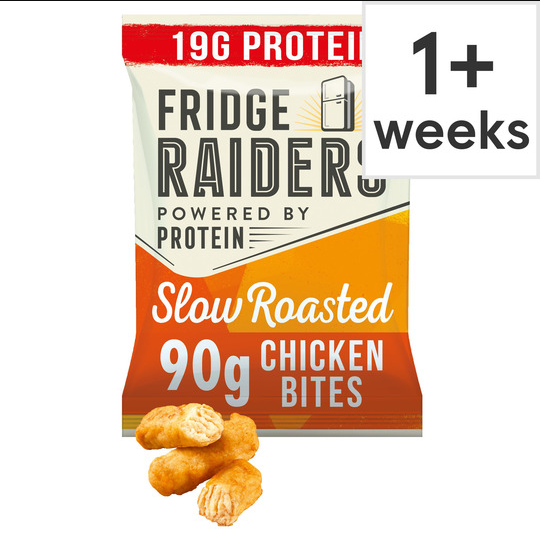 19G PROTEI
1+
weeks
FRIDGE
RAIDERS
POWERED BY
PROTEIN
Slow Roasted
90g CHICKEN
BITES